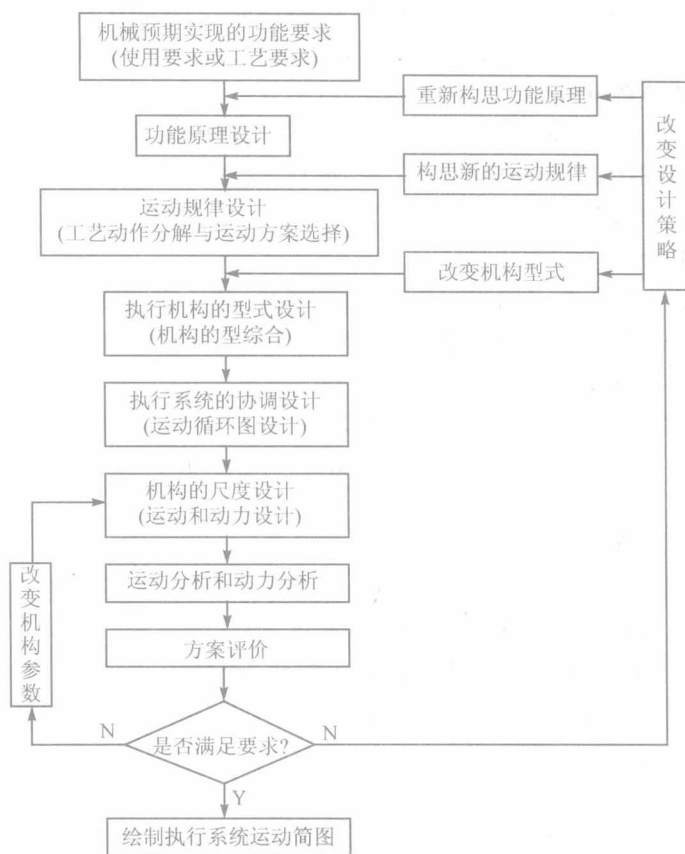 机械预期实现的功能要求
(使用要求或工艺要求)
重新构思功能原理
功能原理设计
构思新的运动规律
运动规律设计
(工艺动作分解与运动方案选择)
改变设计策略
改变机构型式
执行机构的型式设计
(机构的型综合)
执行系统的协调设计
(运动循环图设计)
机构的尺度设计
(运动和动力设计)
改变机构参数
运动分析和动力分析
方案评价
N
是否满足要求?
N
Y
绘制执行系统运动简图